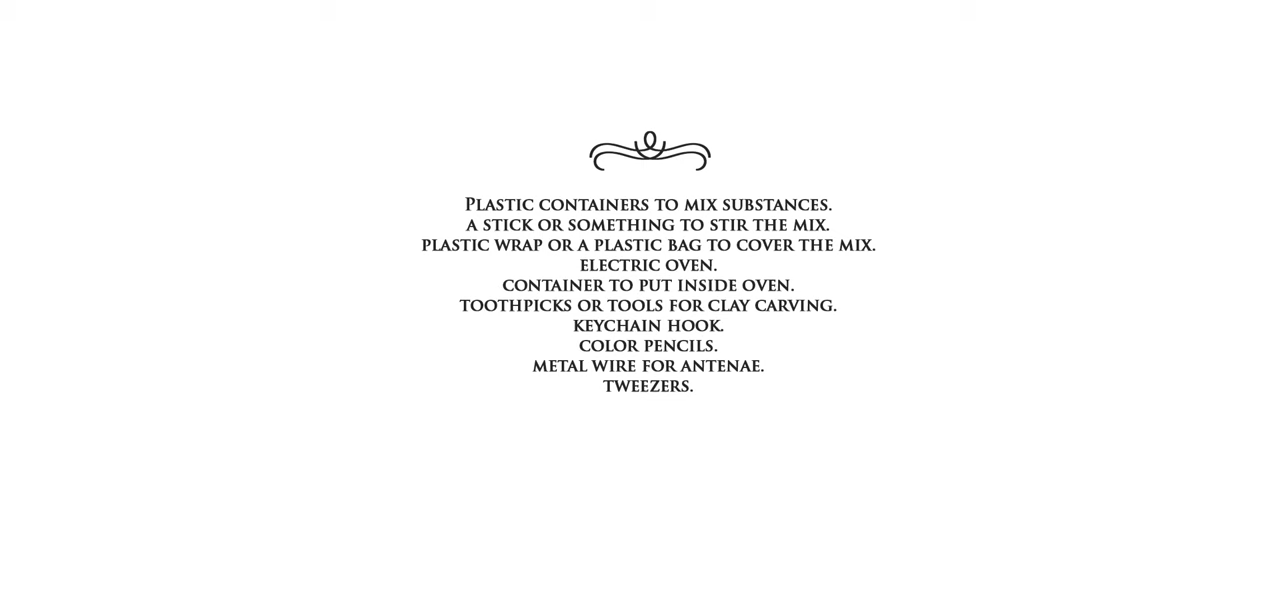 Plastic containers to mix substances.
a stick or something to stir the mix.
plastic wrap or a plastic bag to cover the mix.
electric oven.
container to put inside oven.
toothpicks or tools for clay carving.
keychain hook.
color pencils.
metal wire for antenae.
tweezers.